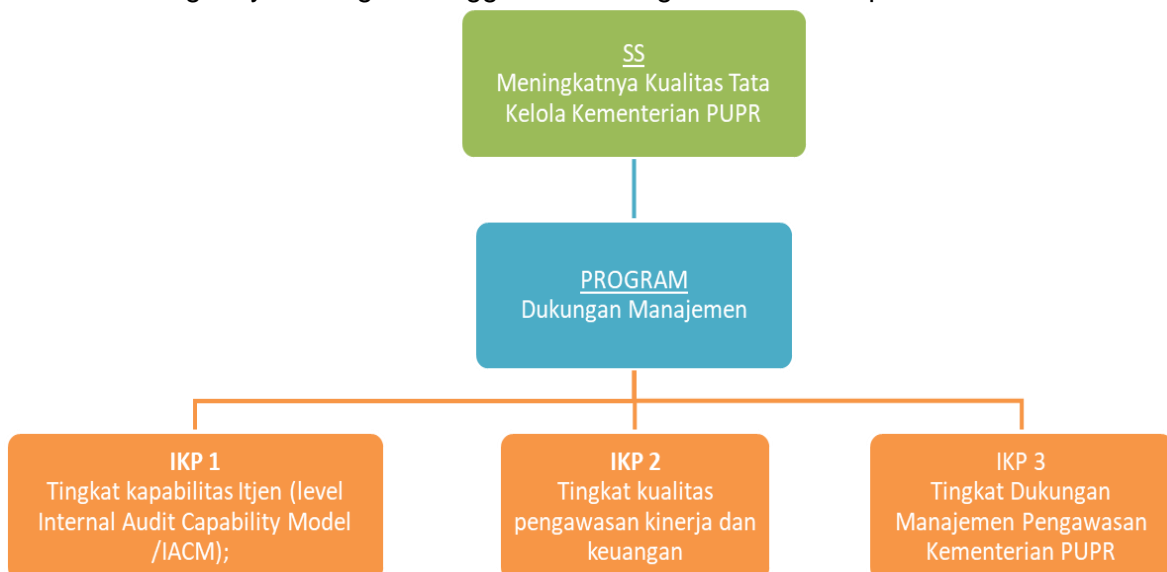 SS
Meningkatnya Kualitas Tata
Kelola Kementerian PUPR
PROGRAM
Dukungan Manajemen
IKP 1
Tingkat kapabilitas Itjen (level
Internal Audit Capability Model
/IACM);
IKP 2
Tingkat kualitas
pengawasan kinerja dan
keuangan
IKP 3
Tingkat Dukungan
Manajemen Pengawasan
Kementerian PUPR